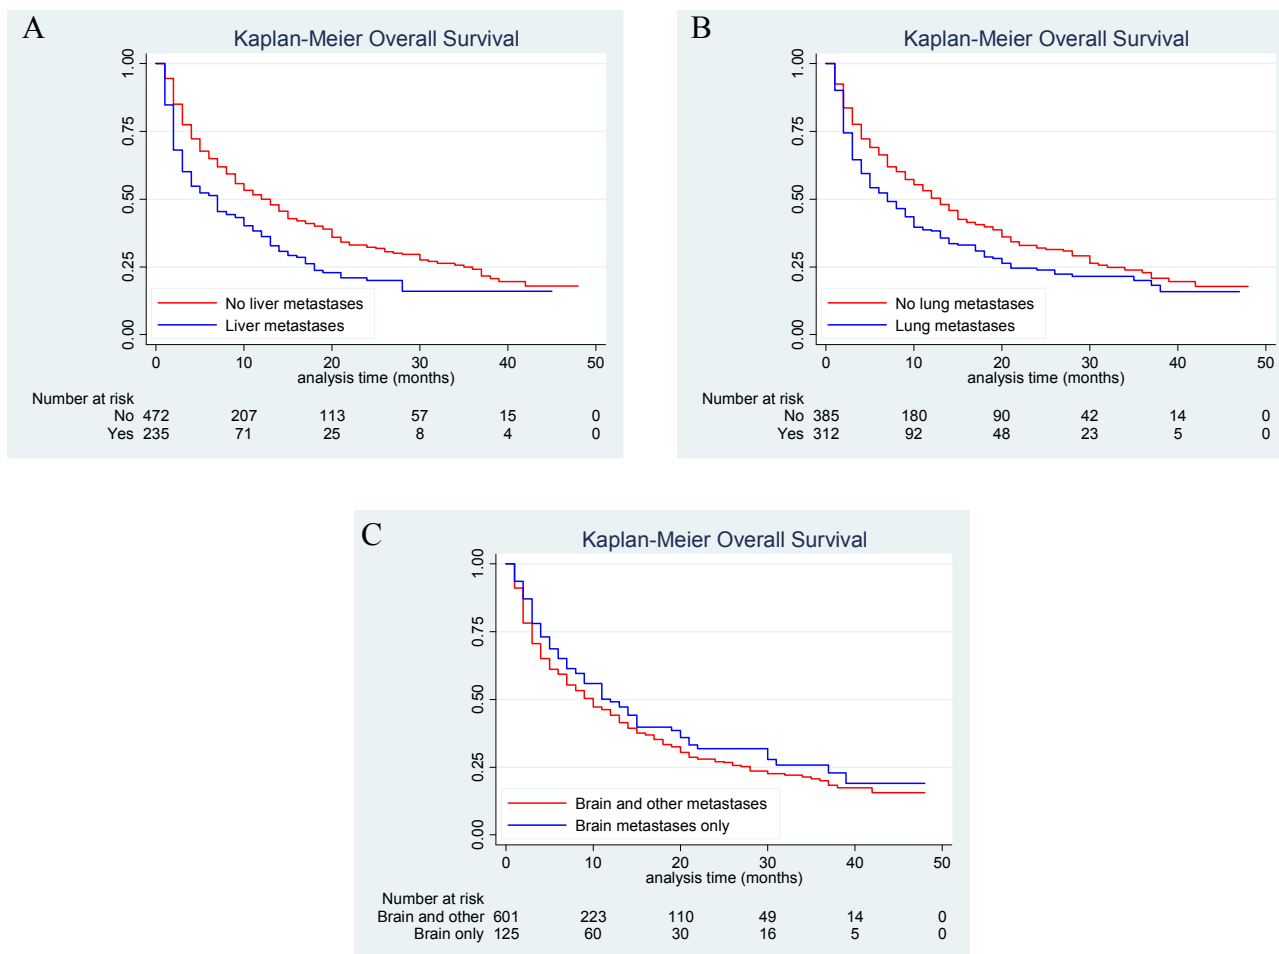 A
Kaplan-Meier Overall Survival
1.00
0.75
0.50
0.25
0.00
No liver metastases
Liver metastases
0 10 20 30 40 50
analysis time (months)
Number at risk
No 472 207 113 57 15 0
Yes 235 71 25 8 4 0
B
Kaplan-Meier Overall Survival
1.00
0.75
0.50
0.25
0.00
No lung metastases
Lung metastases
0 10 20 30 40 50
analysis time (months)
Number at risk
No 385 180 90 42 14 0
Yes 312 92 48 23 5 0
C
Kaplan-Meier Overall Survival
1.00
0.75
0.50
0.25
0.00
Brain and other metastases
Brain metastases only
0 10 20 30 40 50
analysis time (months)
Number at risk
Brain and other 601 223 110 49 14 0
Brain only 125 60 30 16 5 0